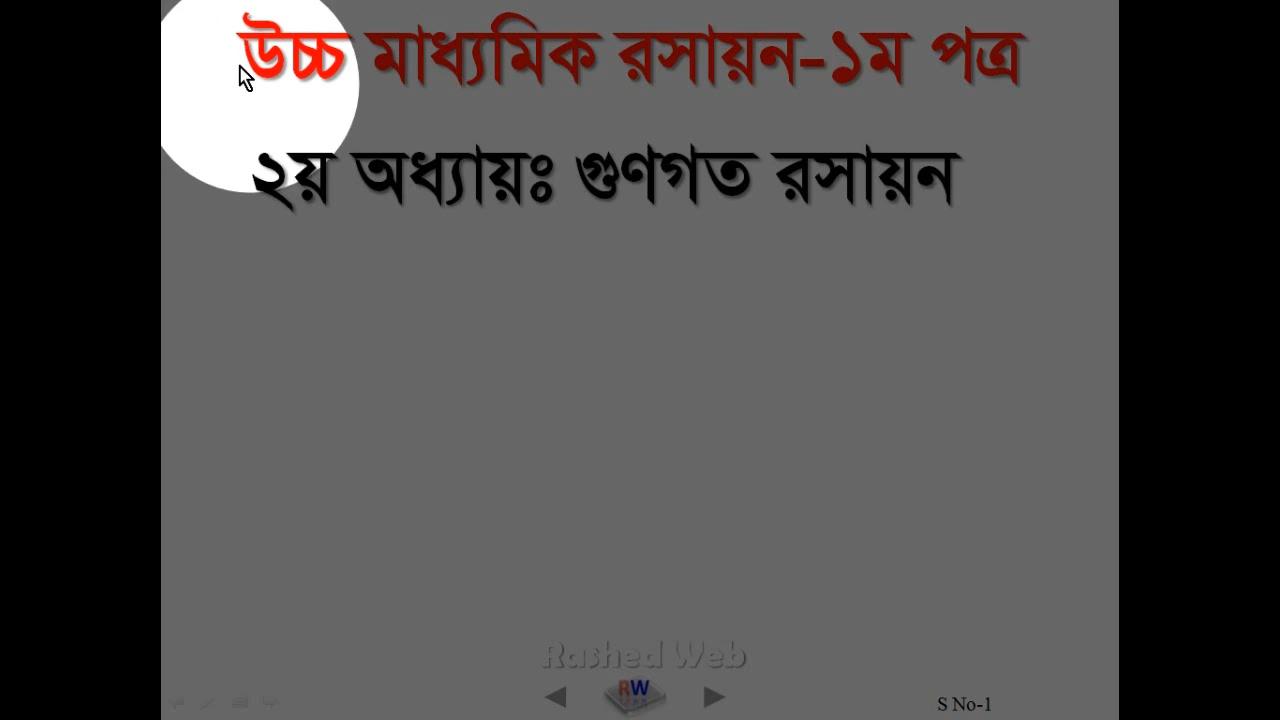 উচ্চ মাধ্যমিক রসায়ন-১ম পত্র
২য় অধ্যায়ঃ গুণগত রসায়ন
Rashed Web
RW
S No-1